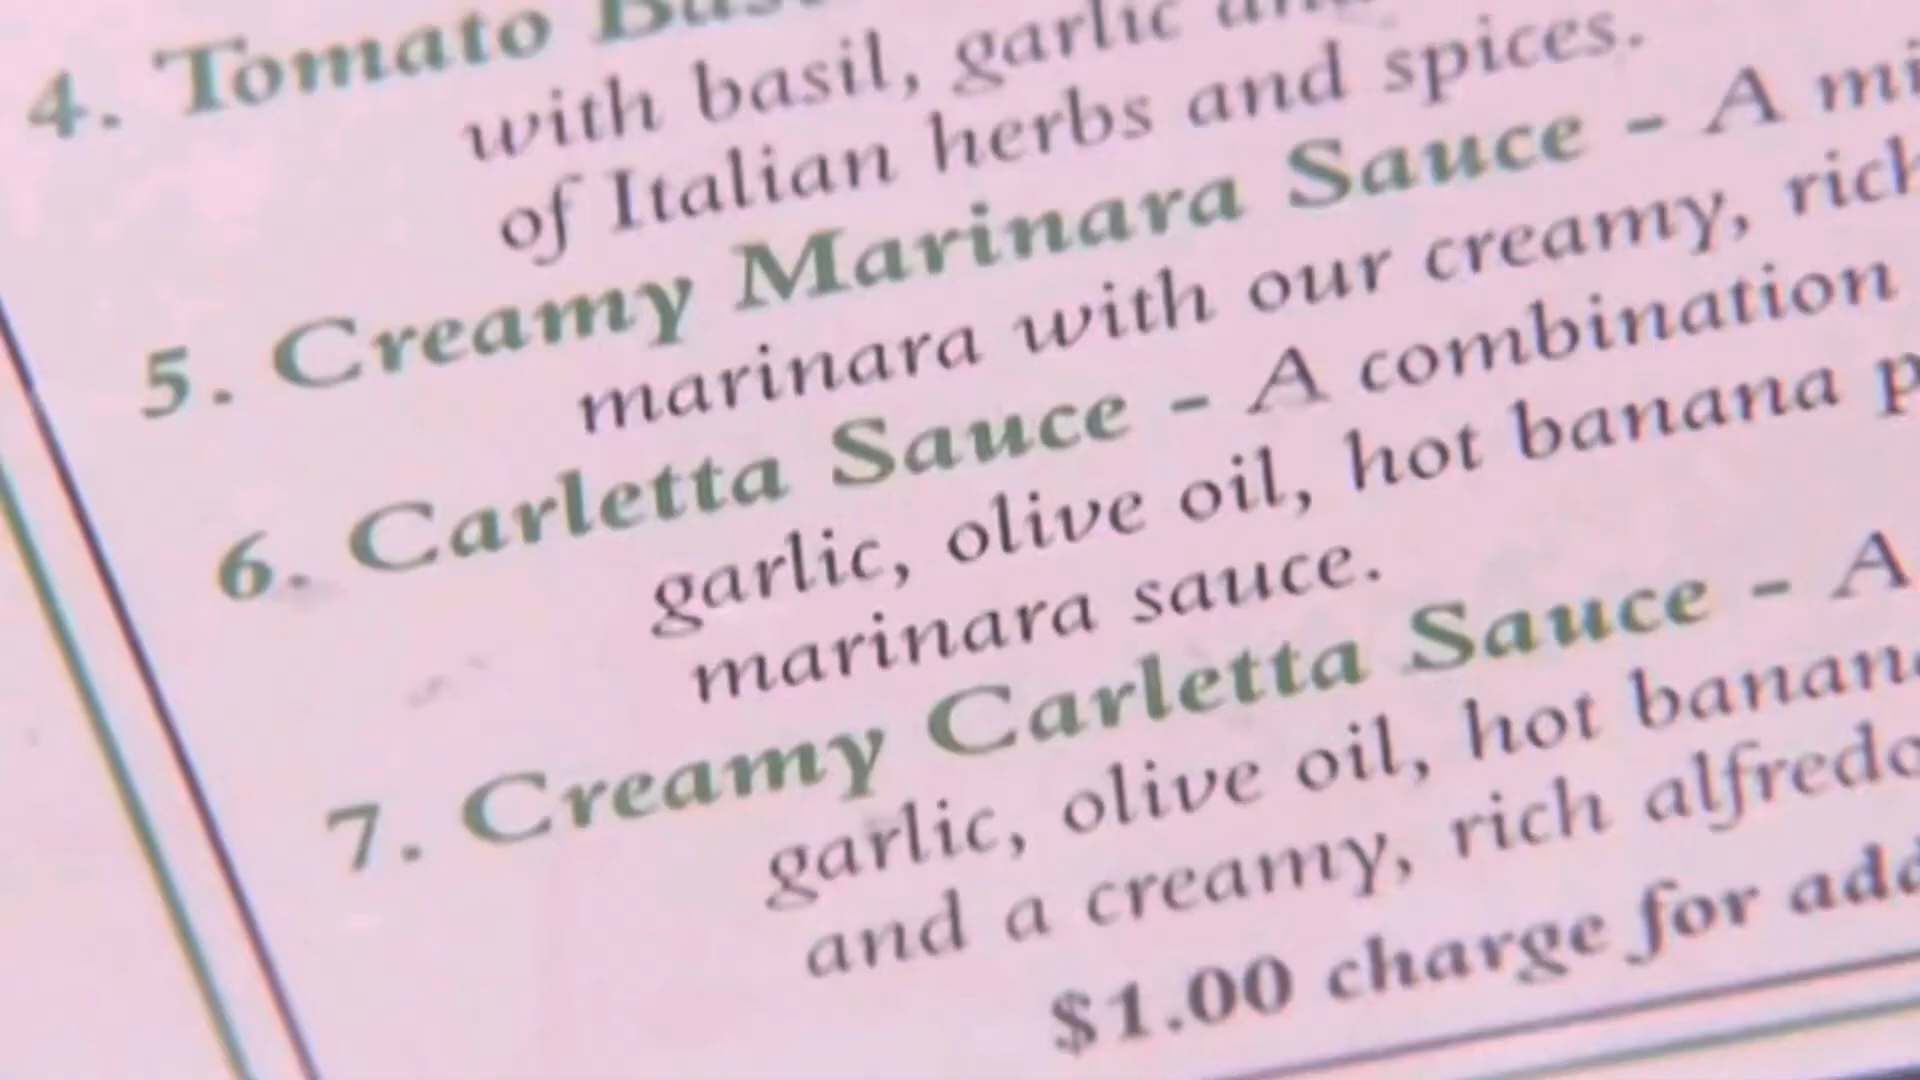 4. Tomato
with basil, garlic
of Italian herbs and spices.
5. Creamy Marinara Sauce - A
marinara with our creamy, rich
6. Carletta Sauce - A combination
garlic, olive oil, hot banana
marinara sauce.
7. Creamy Carletta Sauce - A
garlic, olive oil, hot
and a creamy, rich alfredo
$1.00 charge for